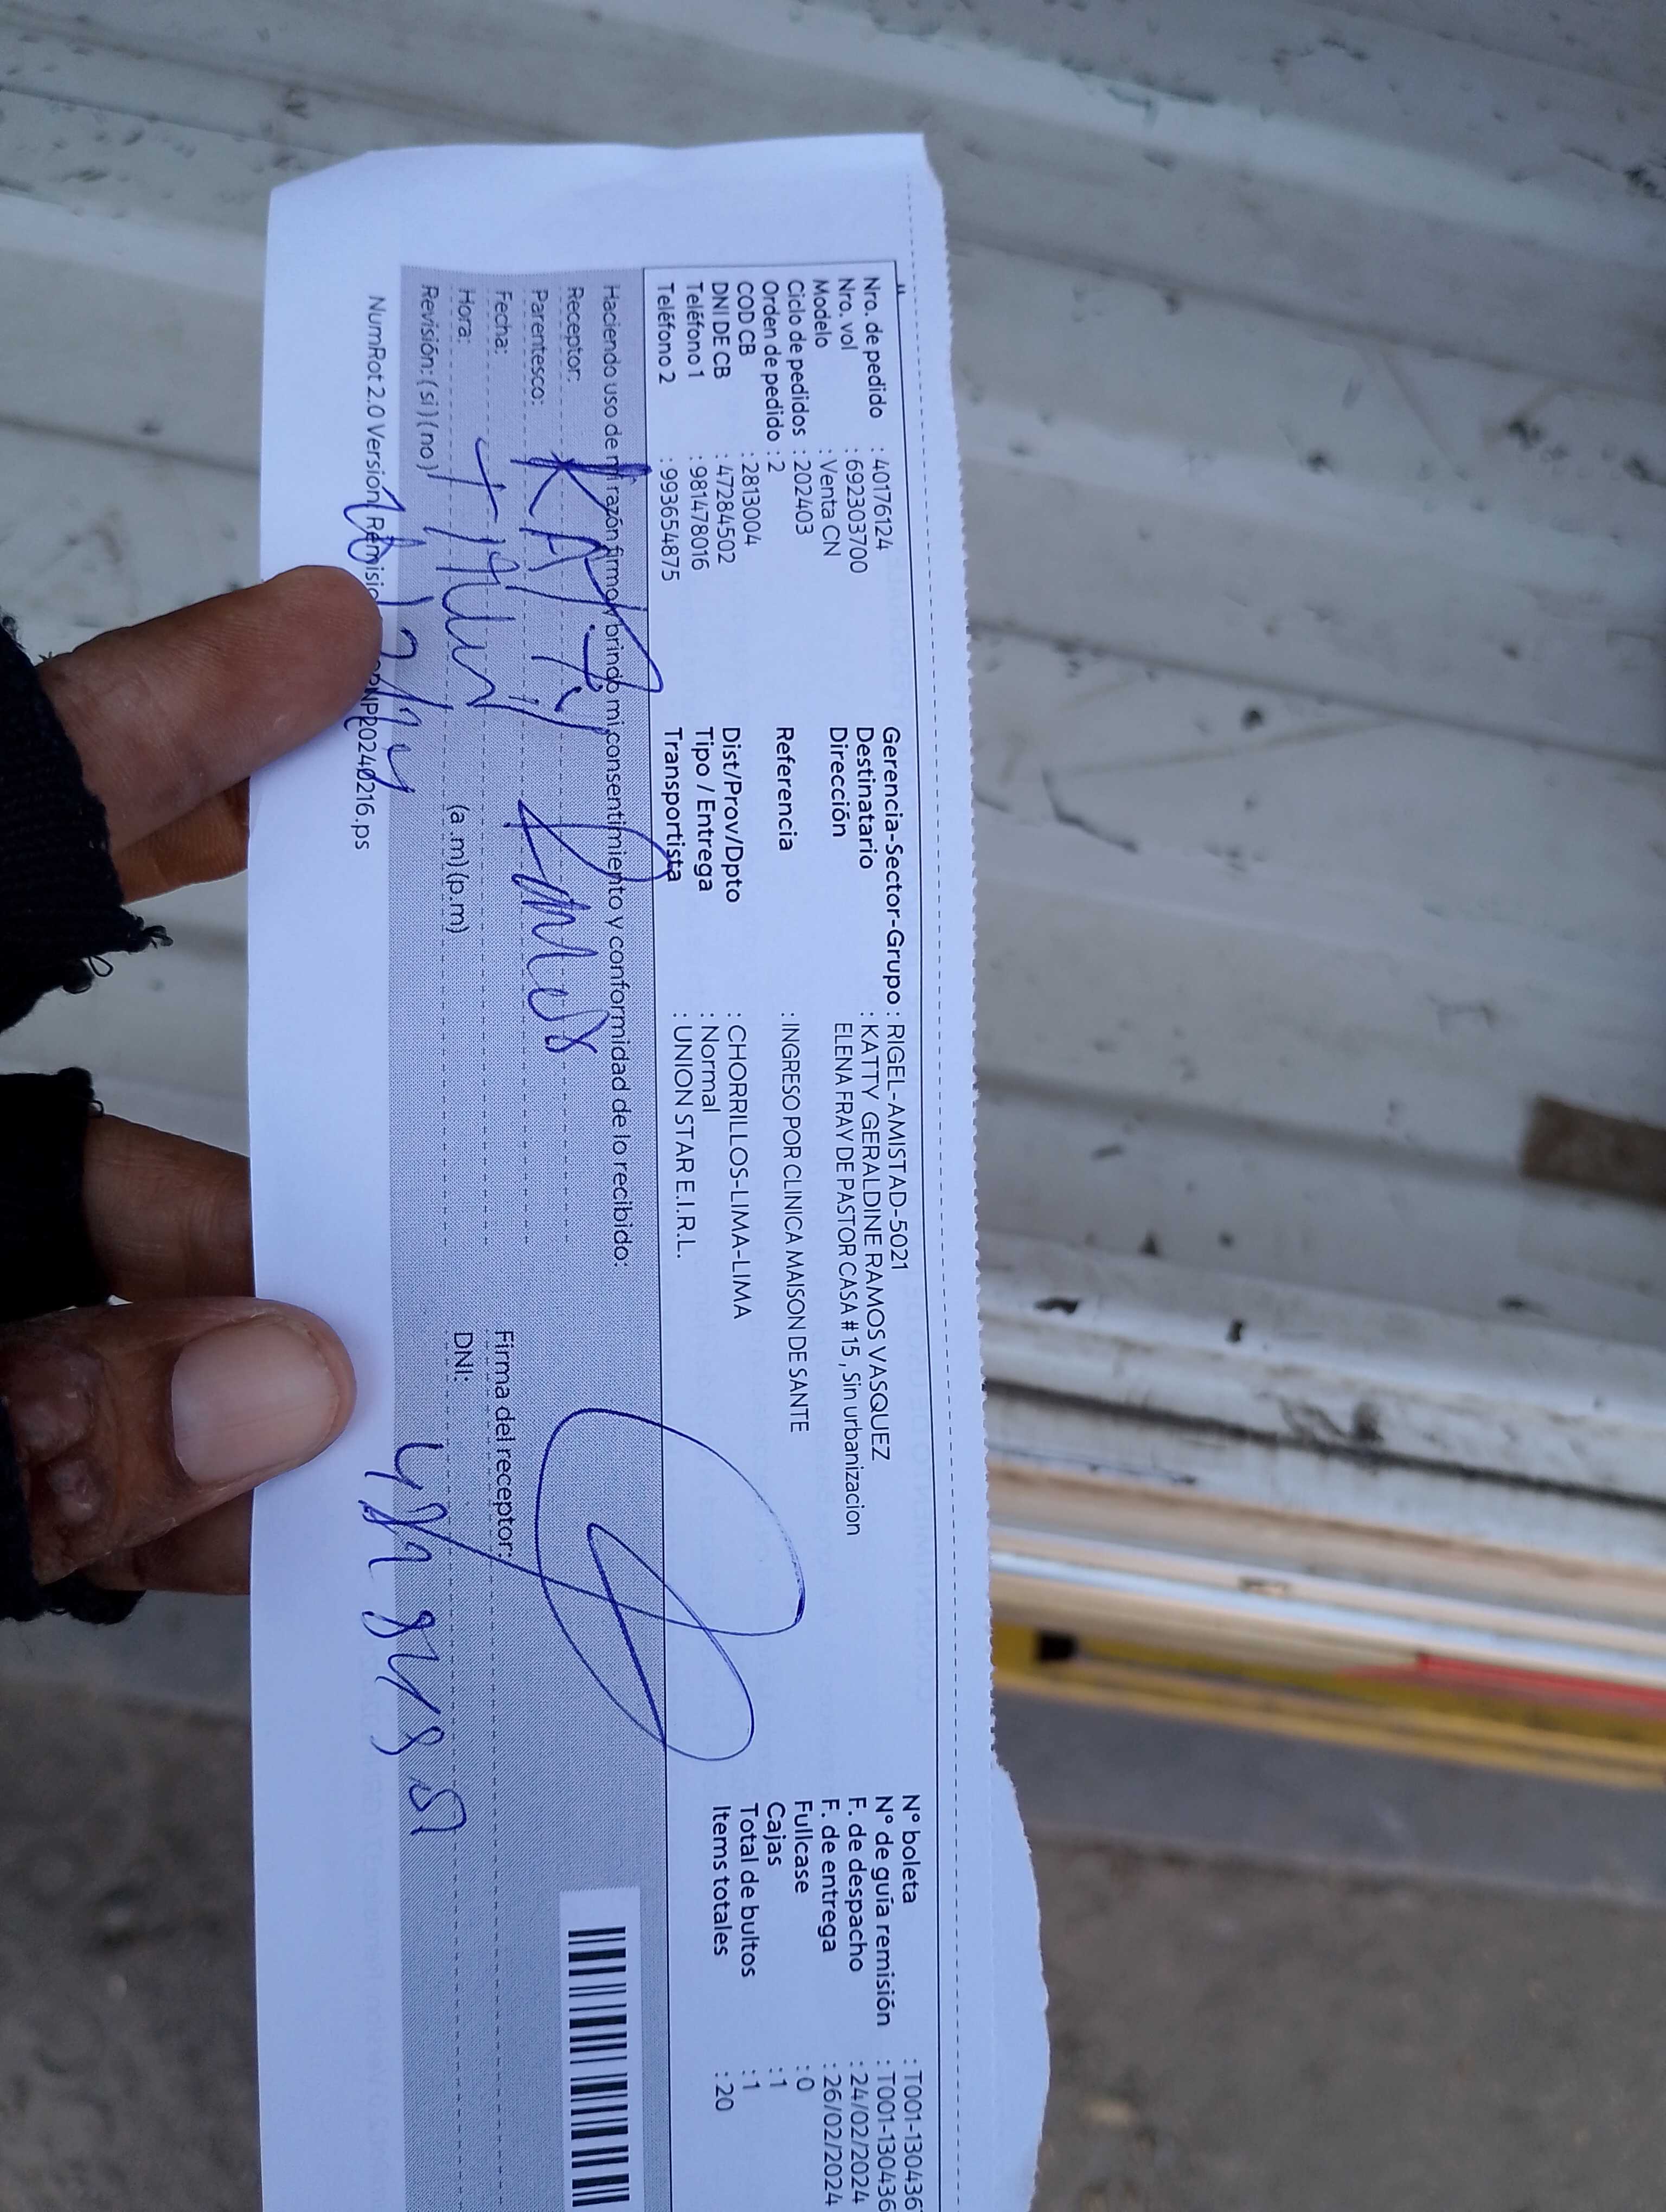 Nro. de pedido : 40176124
Nro. vol : 692303700
Modelo : Venta CN
Ciclo de pedidos : 202403
Orden de pedido : 2
COD CB : 2813004
DNI DE CB : 47284502
Teléfono 1 : 981478016
Teléfono 2 : 993654875
Gerencia-Sector-Grupo : RIGEL-AMISTAD-5021
Destinatario : KATTY GERALDINE RAMOS VASQUEZ
Dirección ELENA FRAY DE PASTOR CASA # 15 , Sin urbanizacion
Referencia : INGRESO POR CLINICA MAISON DE SANTE
Dist/Prov/Dpto : CHORRILLOS-LIMA-LIMA
Tipo / Entrega : Normal
Transportista : UNION STAR E.I.R.L.
N° boleta : T001-130436
N° de guía remisión : T001-130436
F. de despacho : 24/02/2024
F. de entrega : 26/02/2024
Fullcase : 0
Cajas : 1
Total de bultos : 1
Items totales : 20
Haciendo uso de mi razón firmo y brindo mi consentimiento y conformidad de lo recibido:
Receptor: Katty Ramos
Parentesco:
Fecha:
Hora: (a.m) (p.m)
Revisión: (si) (no)
Firma del receptor:
DNI:
NumRot 2.0 Versión Remisio PNP20240216.ps